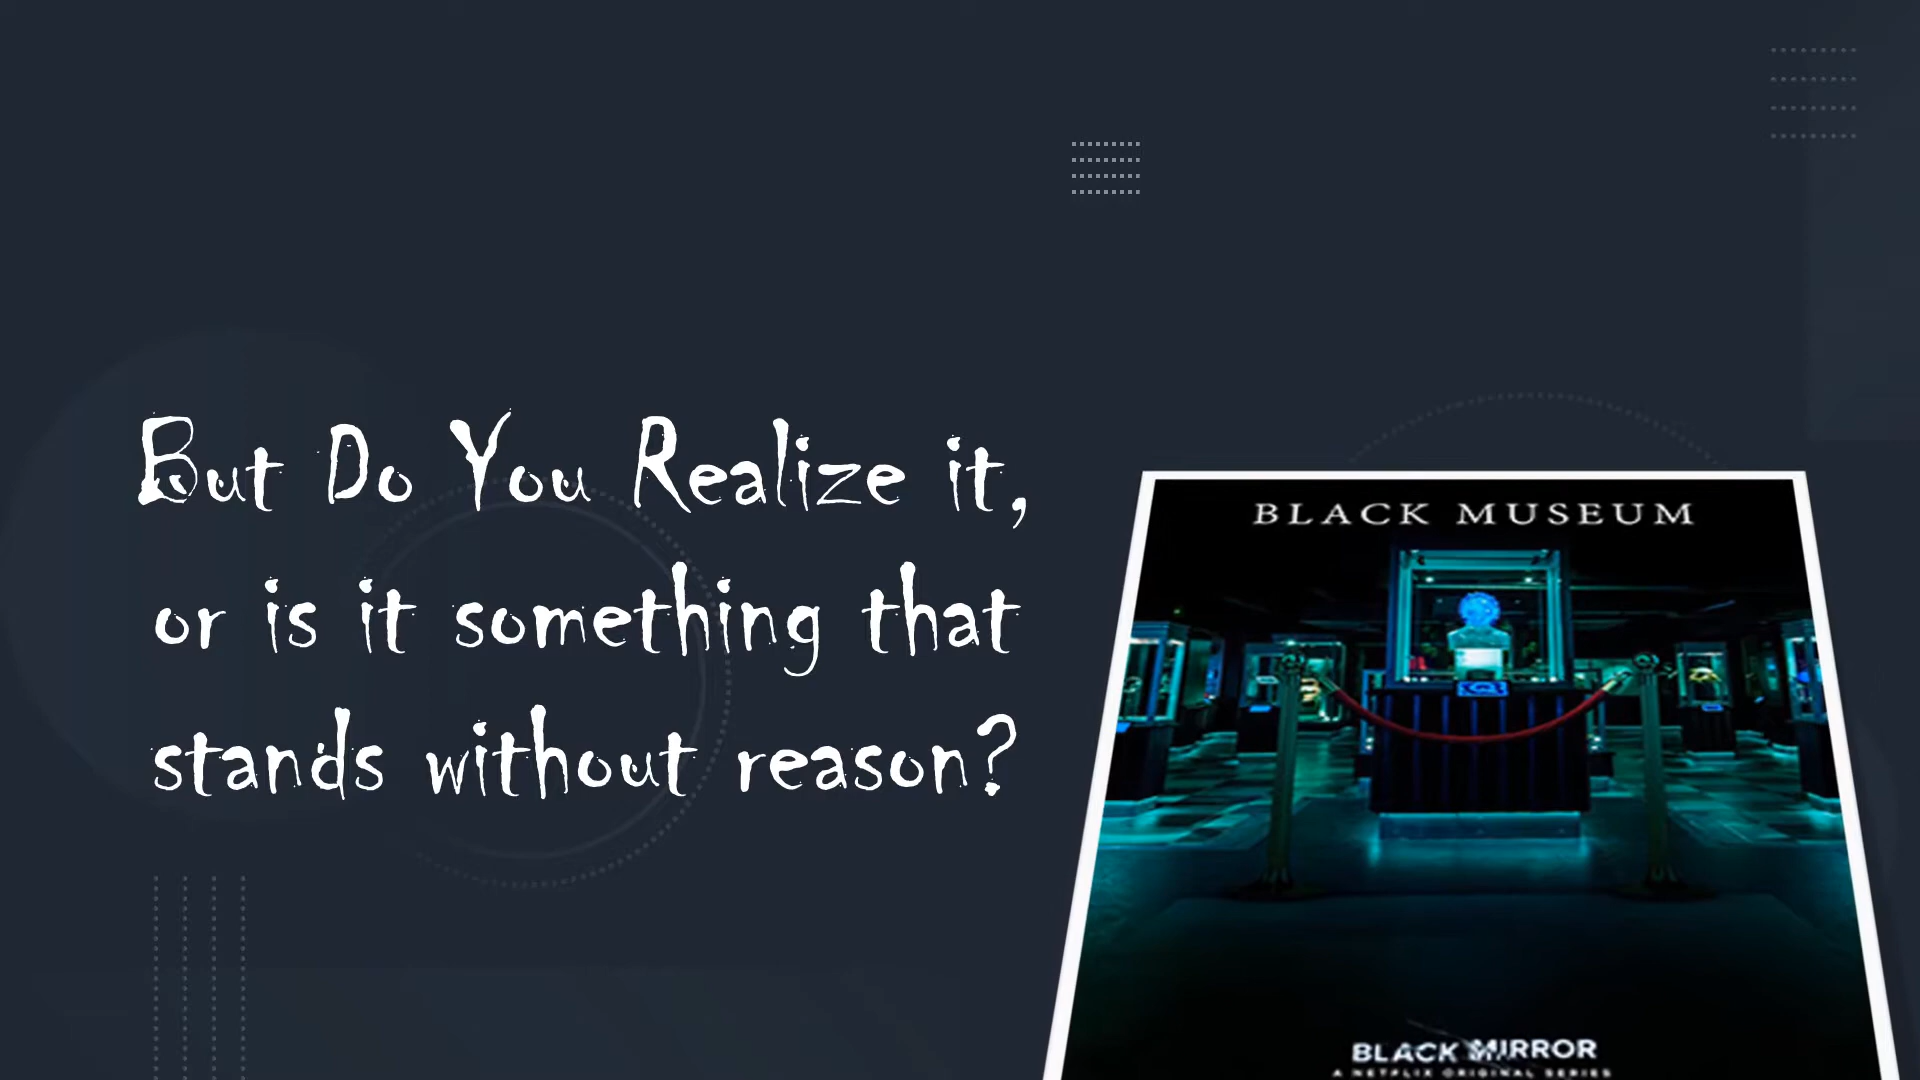 But Do You Realize it,
or is it something that
stands without reason?
BLACK MUSEUM
BLACK MIRROR
A NETFLIX ORIGINAL SERIES